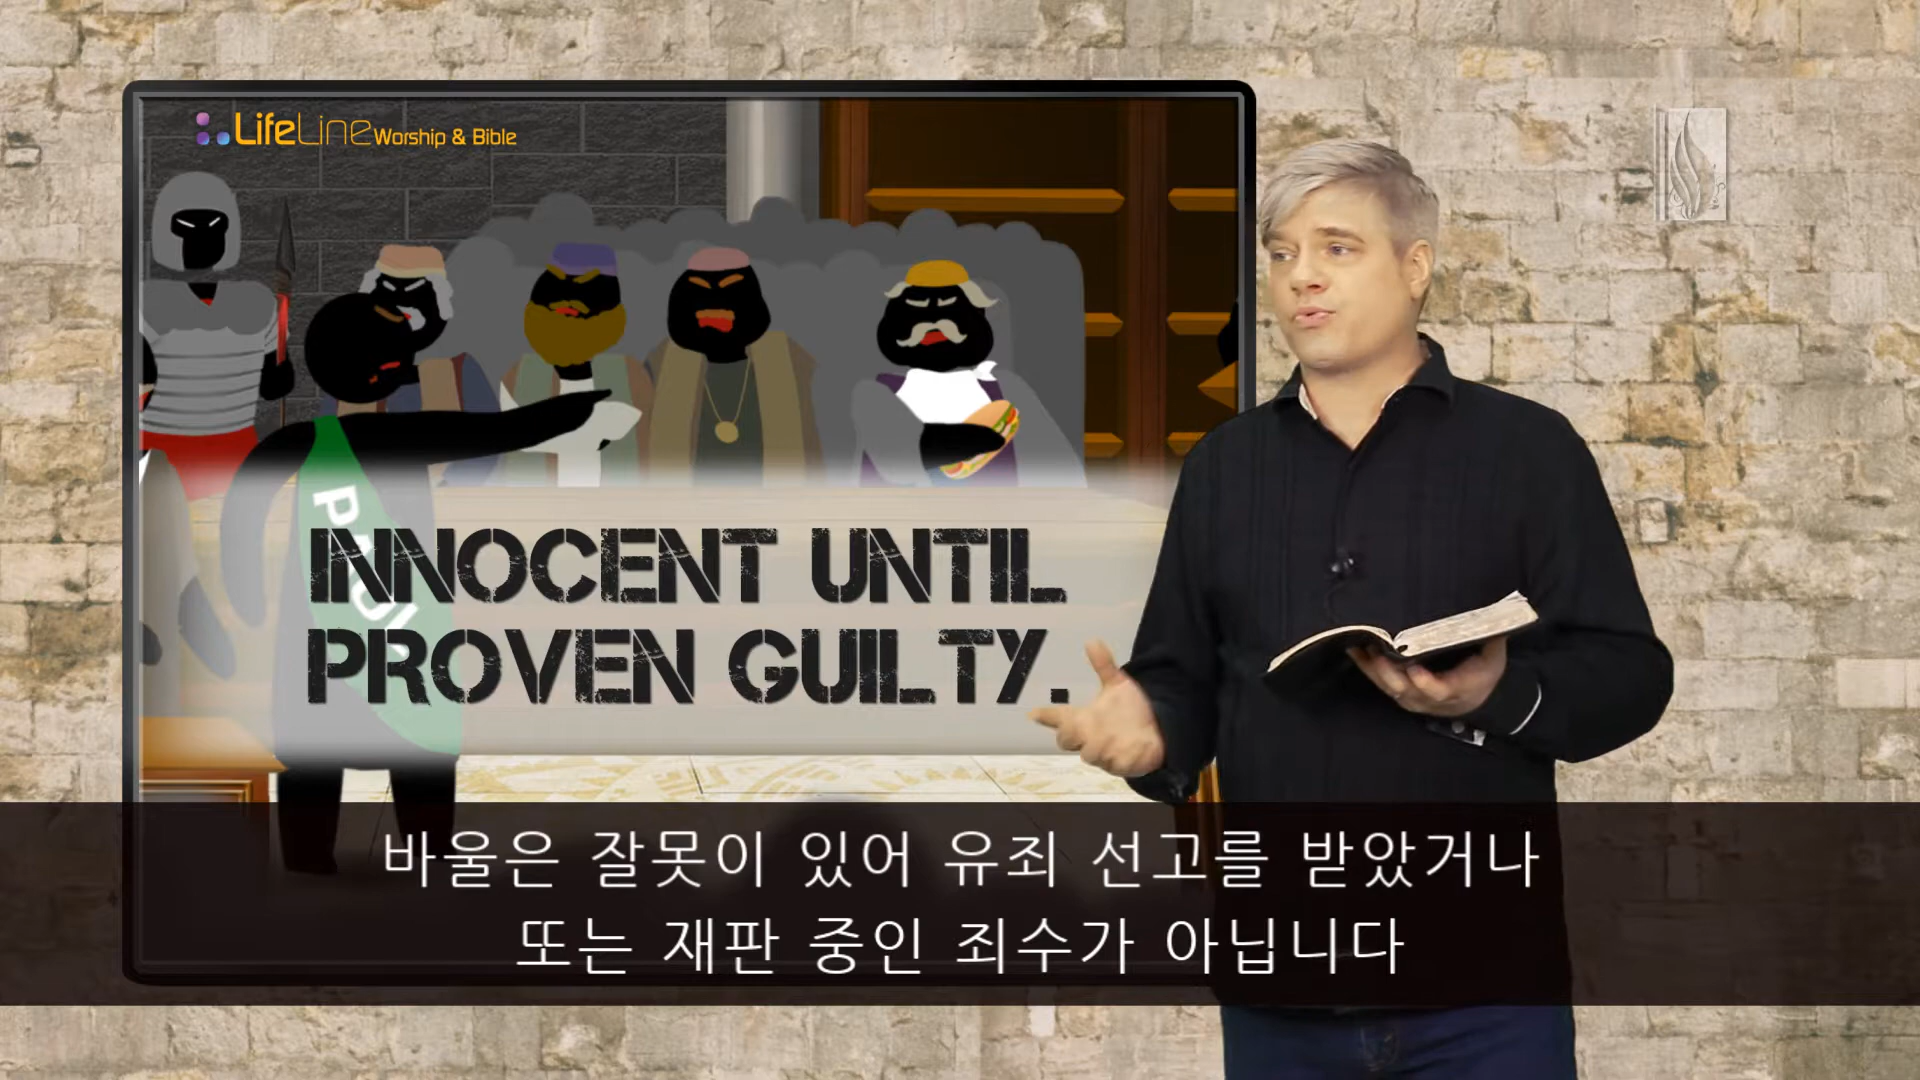 LifeLine Worship & Bible
PAUL
INNOCENT UNTIL
PROVEN GUILTY.
바울은 잘못이 있어 유죄 선고를 받았거나
또는 재판 중인 죄수가 아닙니다